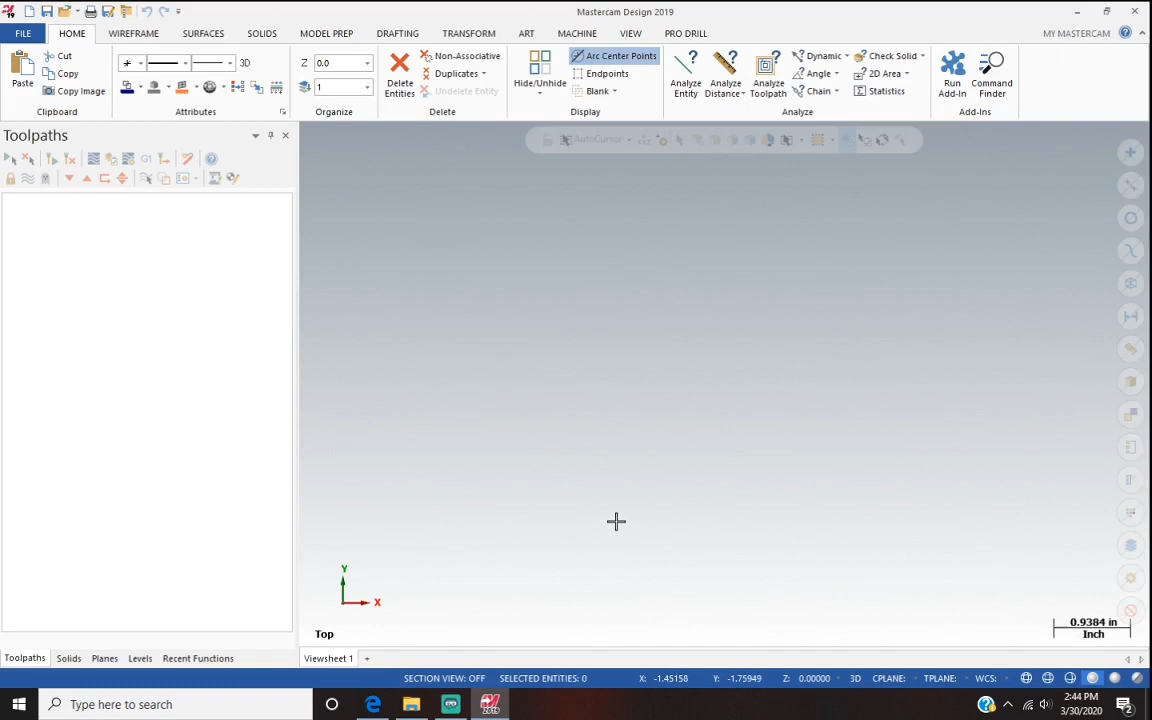 Mastercam Design 2019
FILE HOME WIREFRAME SURFACES SOLIDS MODEL PREP DRAFTING TRANSFORM ART MACHINE VIEW PRO DRILL MY MASTERCAM
Paste
Cut
Copy
Copy Image
Clipboard
3D
Attributes
Z 0.0
1
Organize
Delete Entities
Non-Associative
Duplicates
Undelete Entity
Delete
Hide/Unhide
Arc Center Points
Endpoints
Blank
Display
Analyze Entity
Analyze Distance
Analyze Toolpath
Dynamic
Angle
Chain
Check Solid
2D Area
Statistics
Analyze
Run Add-In
Command Finder
Add-Ins
Toolpaths
G1
AutoCursor
Y
X
Top
0.9384 in
Inch
Toolpaths Solids Planes Levels Recent Functions
Viewsheet 1 +
SECTION VIEW: OFF SELECTED ENTITIES: 0 X: -1.45158 Y: -1.75949 Z: 0.00000 3D CPLANE: TPLANE: WCS:
Type here to search
2019
2:44 PM
3/30/2020
2